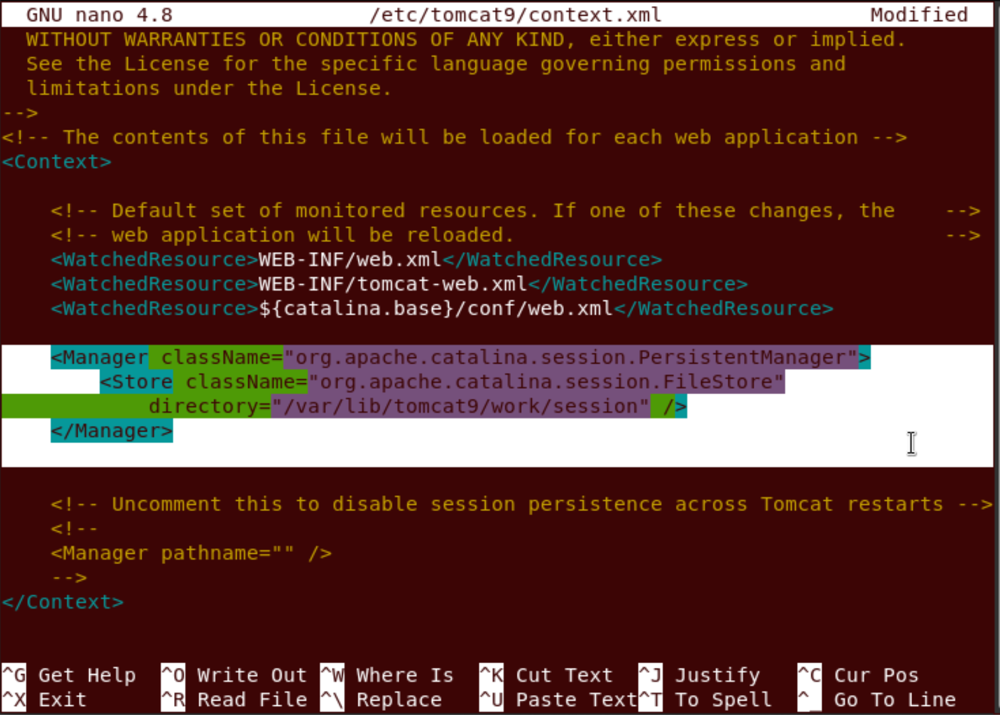 GNU nano 4.8 /etc/tomcat9/context.xml Modified
WITHOUT WARRANTIES OR CONDITIONS OF ANY KIND, either express or implied.
See the License for the specific language governing permissions and
limitations under the License.
-->
<!-- The contents of this file will be loaded for each web application -->
<Context>
<!-- Default set of monitored resources. If one of these changes, the -->
<!-- web application will be reloaded. -->
<WatchedResource>WEB-INF/web.xml</WatchedResource>
<WatchedResource>WEB-INF/tomcat-web.xml</WatchedResource>
<WatchedResource>${catalina.base}/conf/web.xml</WatchedResource>
<Manager className="org.apache.catalina.session.PersistentManager">
<Store className="org.apache.catalina.session.FileStore"
directory="/var/lib/tomcat9/work/session" />
</Manager>
<!-- Uncomment this to disable session persistence across Tomcat restarts -->
<!--
<Manager pathname="" />
-->
</Context>
^G Get Help ^O Write Out ^W Where Is ^K Cut Text ^J Justify ^C Cur Pos
^X Exit ^R Read File ^\ Replace ^U Paste Text ^T To Spell ^_ Go To Line